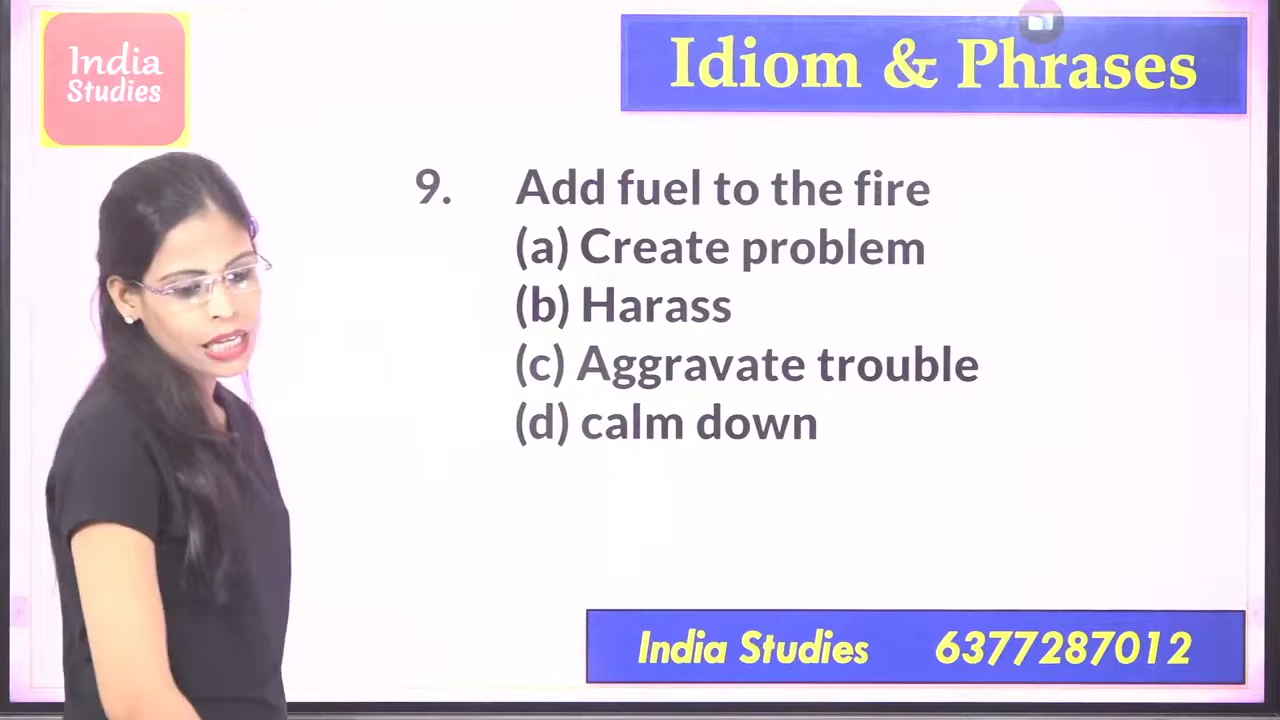 India
Studies
Idiom & Phrases
9. Add fuel to the fire
(a) Create problem
(b) Harass
(c) Aggravate trouble
(d) calm down
India Studies 6377287012